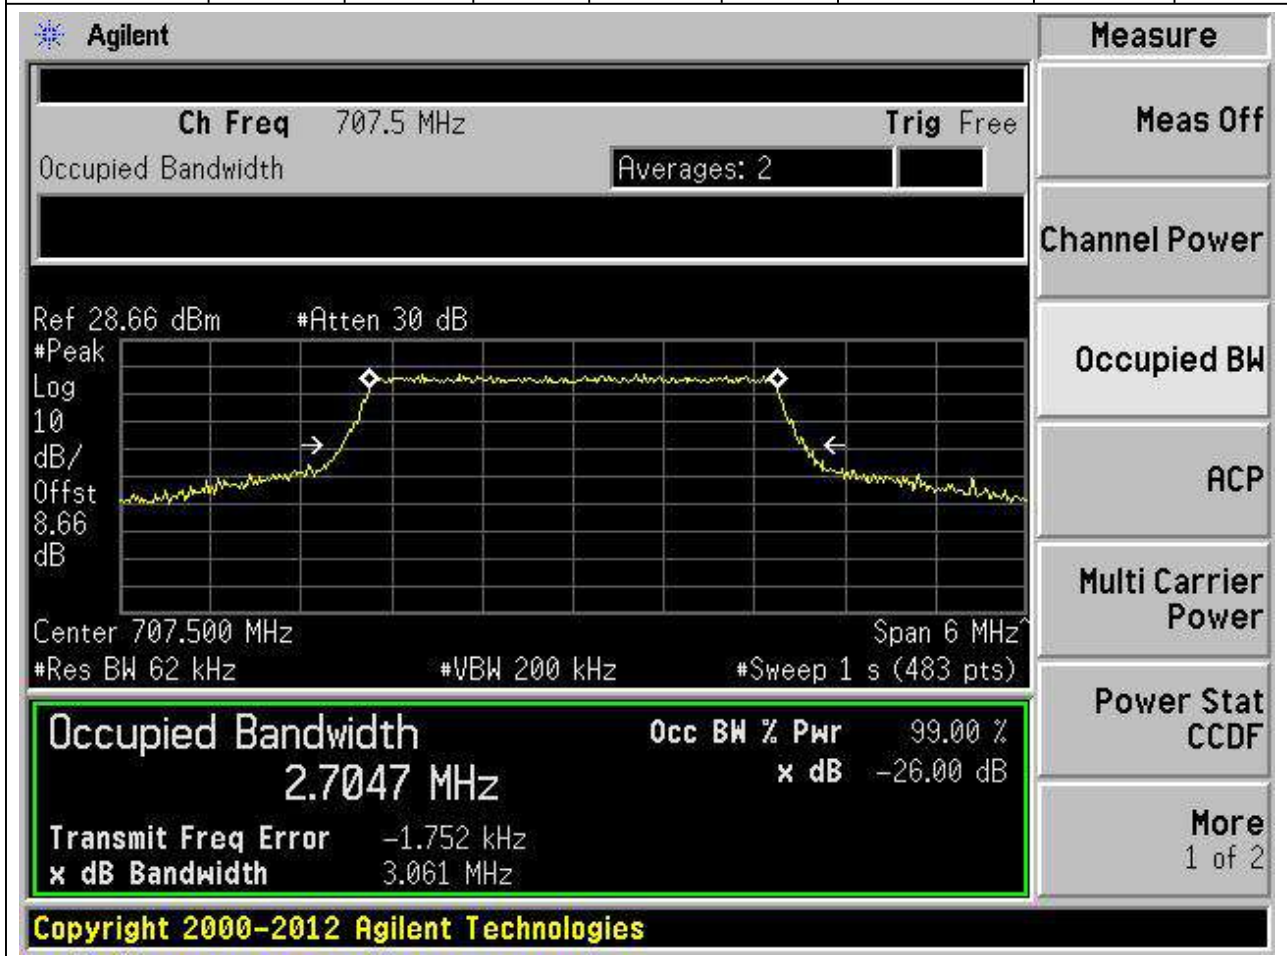 Agilent
Measure
Ch Freq 707.5 MHz Trig Free
Occupied Bandwidth Averages: 2
Meas Off
Channel Power
Occupied BW
ACP
Multi Carrier
Power
Power Stat
CCDF
More
1 of 2
Ref 28.66 dBm #Atten 30 dB
#Peak
Log
10
dB/
Offst
8.66
dB
Center 707.500 MHz Span 6 MHz^
#Res BW 62 kHz #VBW 200 kHz #Sweep 1 s (483 pts)
Occupied Bandwidth Occ BW % Pwr 99.00 %
2.7047 MHz x dB -26.00 dB
Transmit Freq Error -1.752 kHz
x dB Bandwidth 3.061 MHz
Copyright 2000-2012 Agilent Technologies